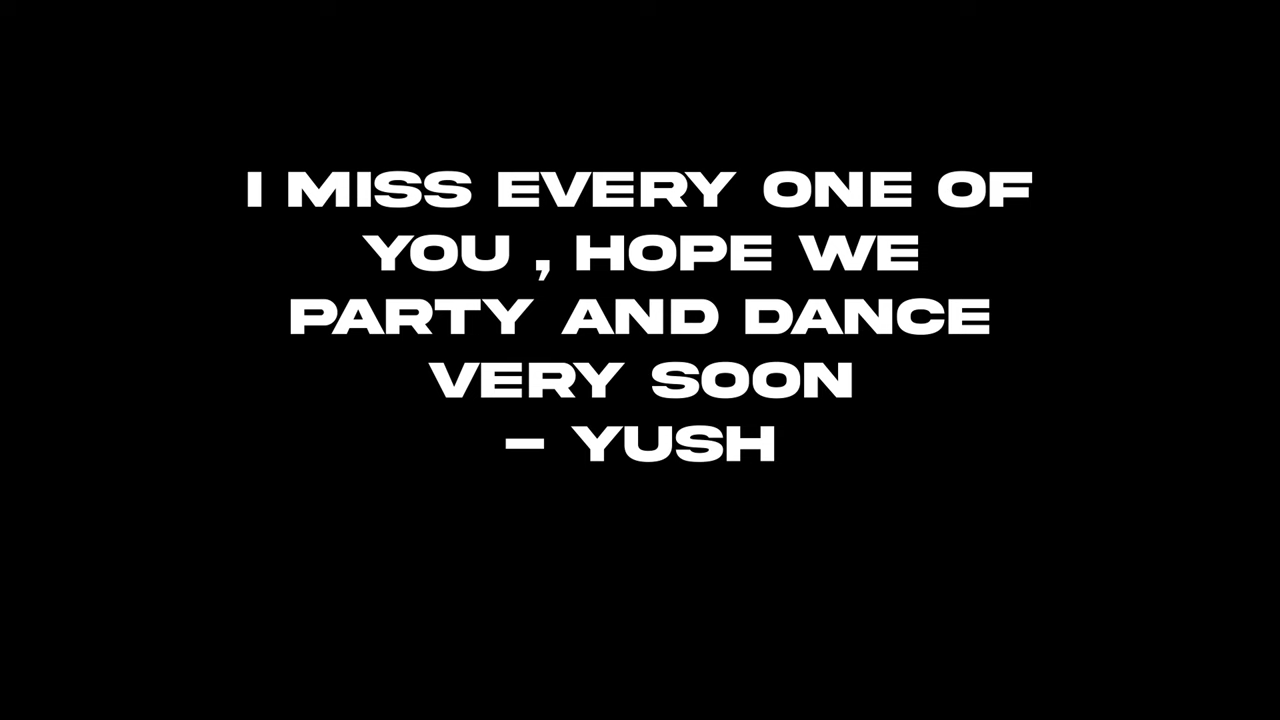 I MISS EVERY ONE OF
YOU , HOPE WE
PARTY AND DANCE
VERY SOON
- YUSH